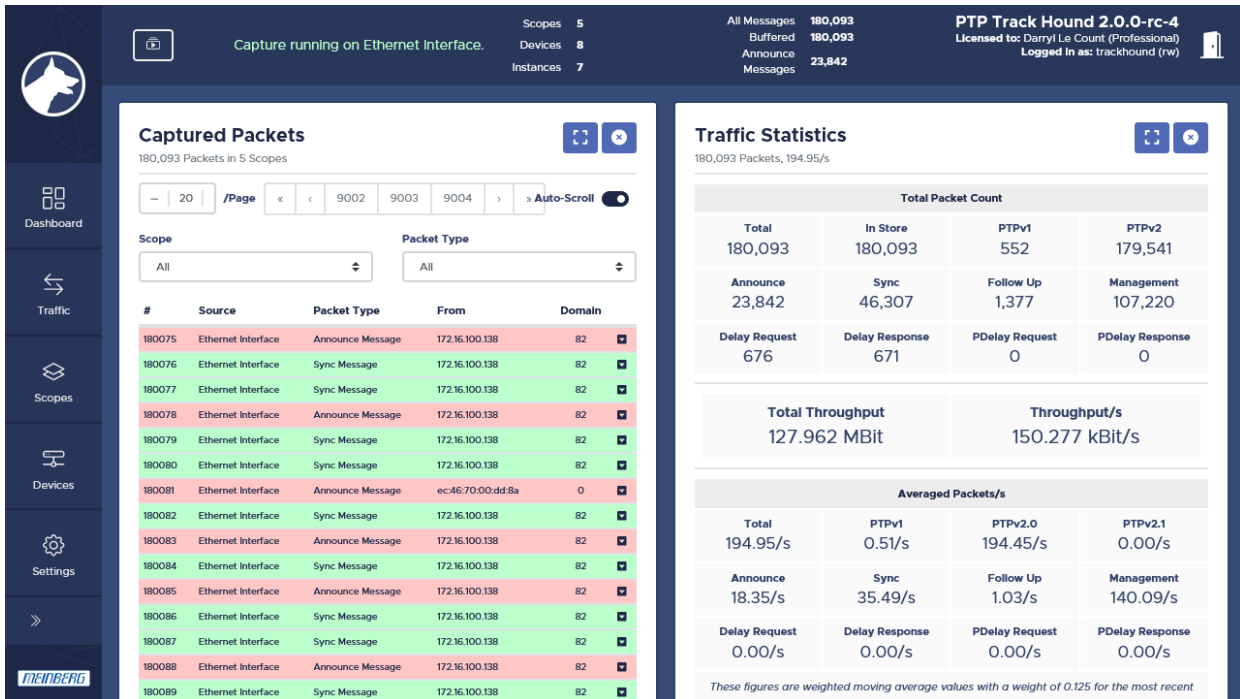 Scopes 5
Devices 8
Instances 7
Capture running on Ethernet Interface.
All Messages 180,093
Buffered 180,093
Announce Messages 23,842
PTP Track Hound 2.0.0-rc-4
Licensed to: Darryl Le Count (Professional)
Logged in as: trackhound (rw)
Dashboard
Traffic
Scopes
Devices
Settings
MEINBERG
Captured Packets
180,093 Packets in 5 Scopes
− 20 /Page « ‹ 9002 9003 9004 › » Auto-Scroll
Scope Packet Type
All All
# Source Packet Type From Domain
180075 Ethernet Interface Announce Message 172.16.100.138 82
180076 Ethernet Interface Sync Message 172.16.100.138 82
180077 Ethernet Interface Sync Message 172.16.100.138 82
180078 Ethernet Interface Announce Message 172.16.100.138 82
180079 Ethernet Interface Sync Message 172.16.100.138 82
180080 Ethernet Interface Sync Message 172.16.100.138 82
180081 Ethernet Interface Announce Message ec:46:70:00:dd:8a 0
180082 Ethernet Interface Sync Message 172.16.100.138 82
180083 Ethernet Interface Announce Message 172.16.100.138 82
180084 Ethernet Interface Sync Message 172.16.100.138 82
180085 Ethernet Interface Announce Message 172.16.100.138 82
180086 Ethernet Interface Sync Message 172.16.100.138 82
180087 Ethernet Interface Sync Message 172.16.100.138 82
180088 Ethernet Interface Announce Message 172.16.100.138 82
180089 Ethernet Interface Sync Message 172.16.100.138 82
Traffic Statistics
180,093 Packets, 194.95/s
Total Packet Count
Total In Store PTPv1 PTPv2
180,093 180,093 552 179,541
Announce Sync Follow Up Management
23,842 46,307 1,377 107,220
Delay Request Delay Response PDelay Request PDelay Response
676 671 0 0
Total Throughput Throughput/s
127.962 MBit 150.277 kBit/s
Averaged Packets/s
Total PTPv1 PTPv2.0 PTPv2.1
194.95/s 0.51/s 194.45/s 0.00/s
Announce Sync Follow Up Management
18.35/s 35.49/s 1.03/s 140.09/s
Delay Request Delay Response PDelay Request PDelay Response
0.00/s 0.00/s 0.00/s 0.00/s
These figures are weighted moving average values with a weight of 0.125 for the most recent